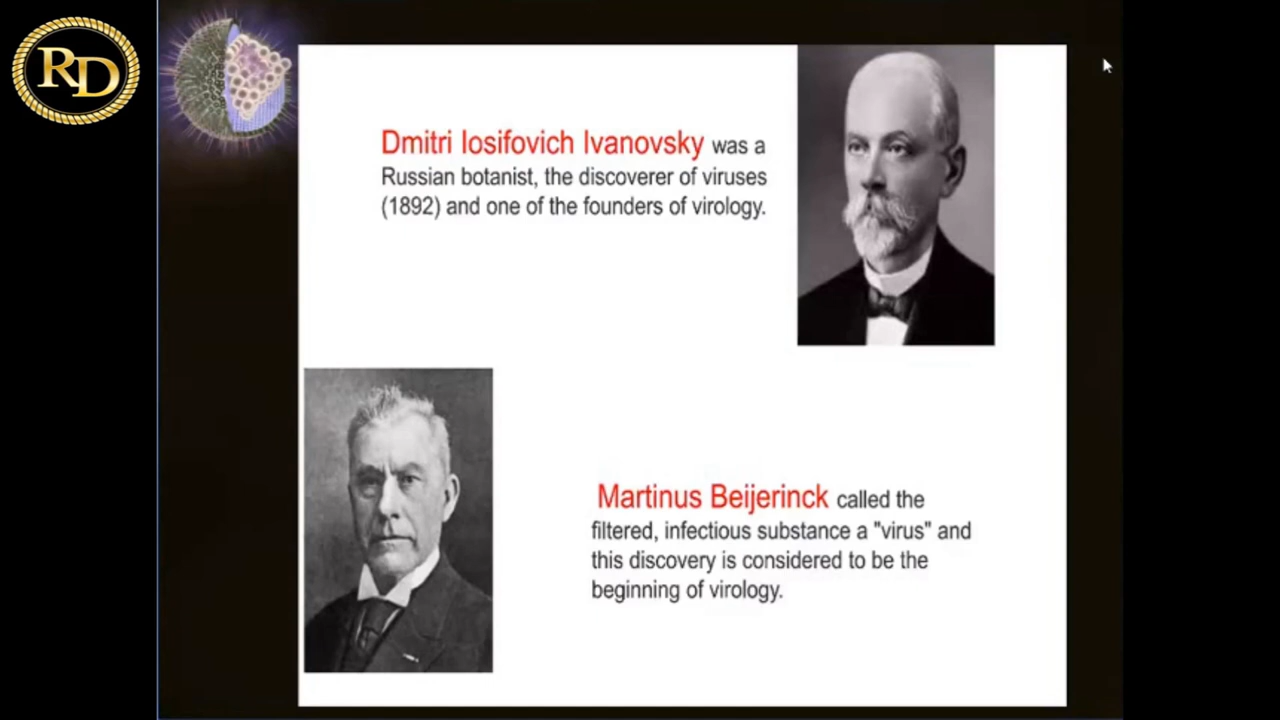 RD
Dmitri Iosifovich Ivanovsky was a
Russian botanist, the discoverer of viruses
(1892) and one of the founders of virology.
Martinus Beijerinck called the
filtered, infectious substance a "virus" and
this discovery is considered to be the
beginning of virology.